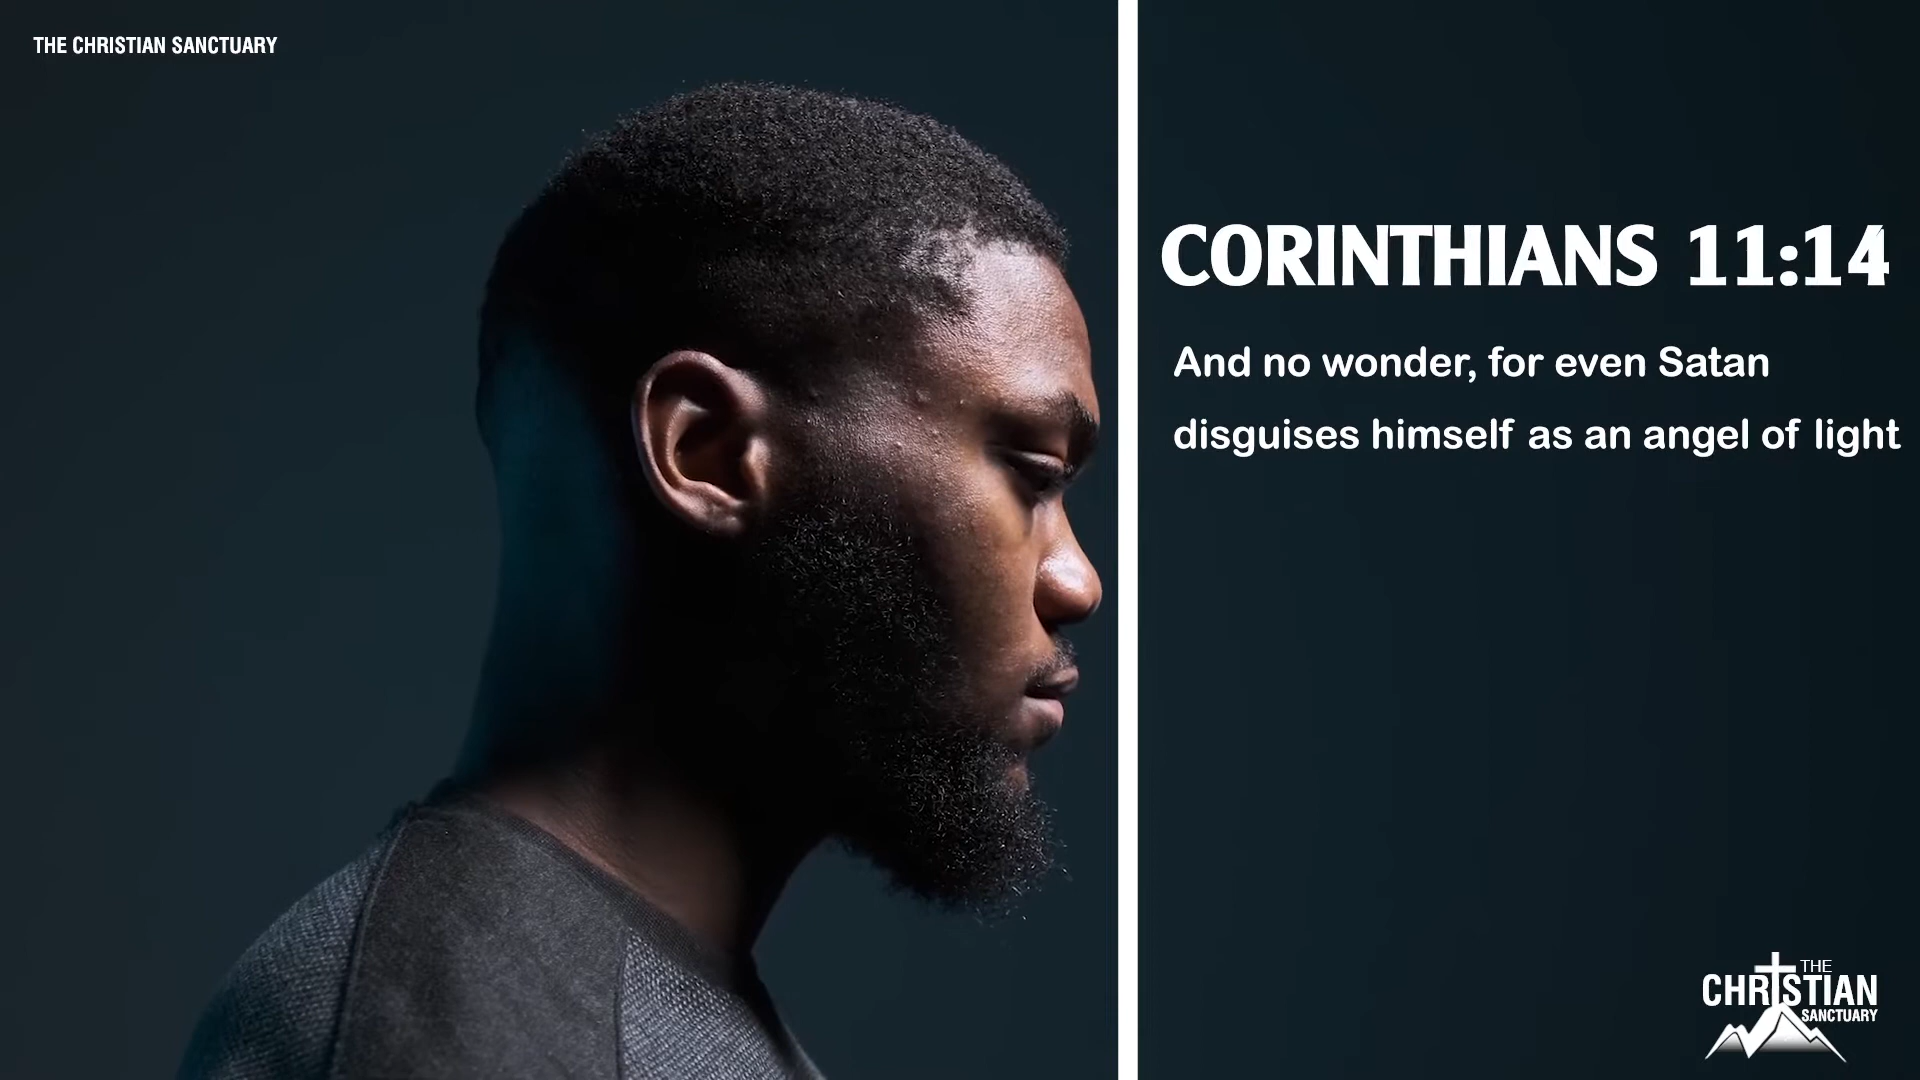 THE CHRISTIAN SANCTUARY
CORINTHIANS 11:14
And no wonder, for even Satan
disguises himself as an angel of light
THE
CHRISTIAN
SANCTUARY